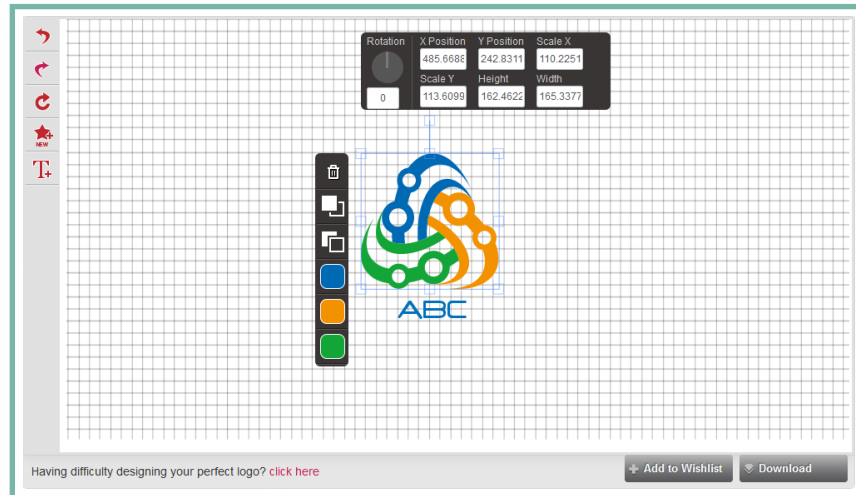 Rotation X Position Y Position Scale X
485.6688 242.8311 110.2251
Scale Y Height Width
0 113.6099 162.4622 165.3377
NEW
T+
ABC
Having difficulty designing your perfect logo? click here
Add to Wishlist
Download